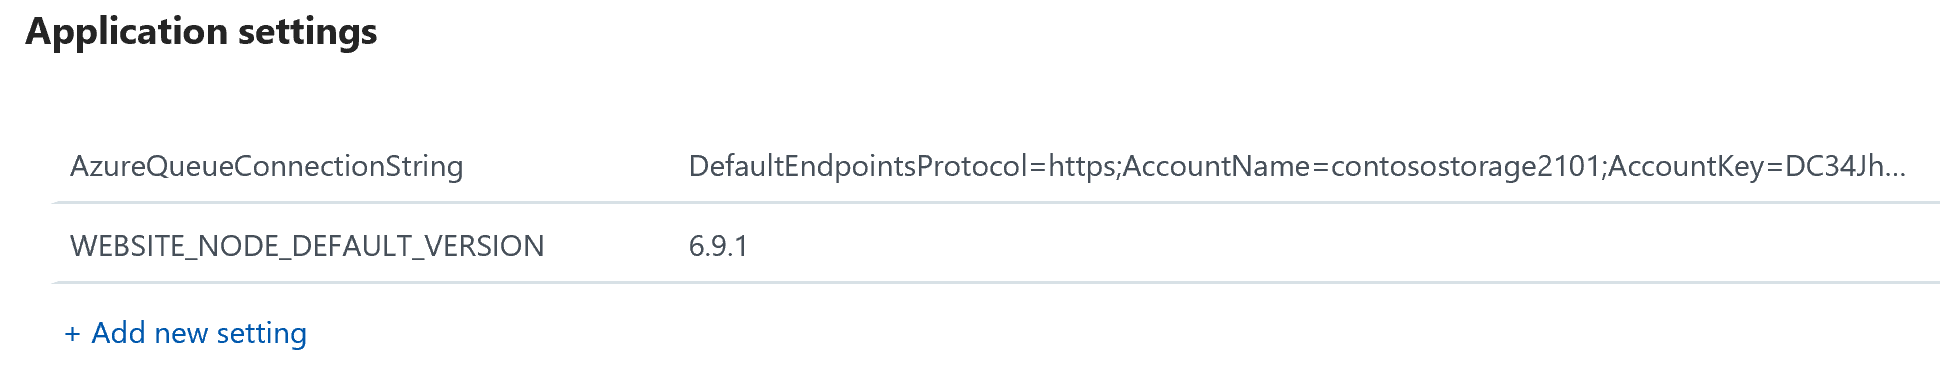 Application settings
AzureQueueConnectionString DefaultEndpointsProtocol=https;AccountName=contosostorage2101;AccountKey=DC34Jh...
WEBSITE_NODE_DEFAULT_VERSION 6.9.1
+ Add new setting